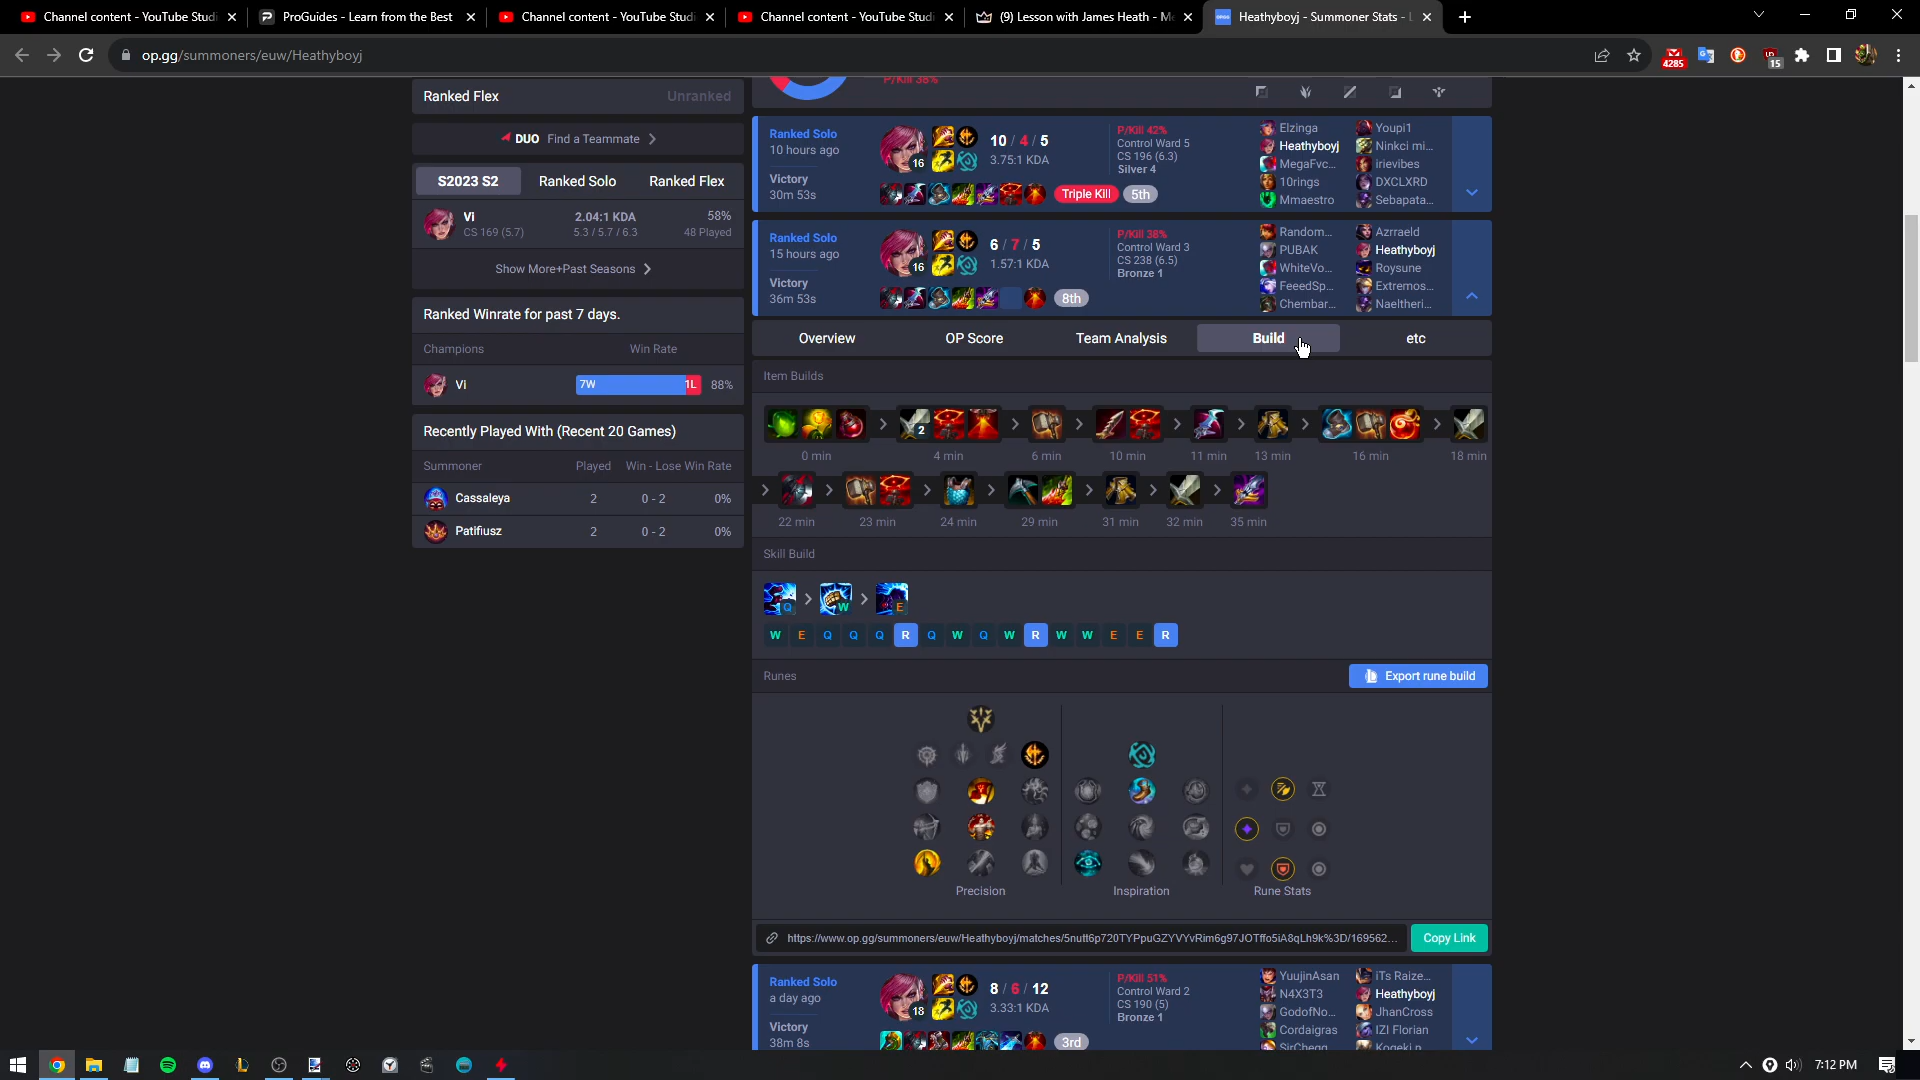 Channel content - YouTube Studi
ProGuides - Learn from the Best
Channel content - YouTube Studi
Channel content - YouTube Studi
(9) Lesson with James Heath - Me
Heathyboyj - Summoner Stats - L
op.gg/summoners/euw/Heathyboyj
4285
15
Ranked Flex Unranked
DUO Find a Teammate
S2023 S2 Ranked Solo Ranked Flex
Vi 2.04:1 KDA 58%
CS 169 (5.7) 5.3 / 5.7 / 6.3 48 Played
Show More+Past Seasons
Ranked Winrate for past 7 days.
Champions Win Rate
Vi 7W 1L 88%
Recently Played With (Recent 20 Games)
Summoner Played Win - Lose Win Rate
Cassaleya 2 0 - 2 0%
Patifiusz 2 0 - 2 0%
P/Kill 38%
Ranked Solo
10 hours ago
Victory
30m 53s
16
10 / 4 / 5
3.75:1 KDA
Triple Kill 5th
P/Kill 42%
Control Ward 5
CS 196 (6.3)
Silver 4
Elzinga Youpi1
Heathyboyj Ninkci mi...
MegaFvc... irievibes
10rings DXCLXRD
Mmaestro Sebapata...
Ranked Solo
15 hours ago
Victory
36m 53s
16
6 / 7 / 5
1.57:1 KDA
8th
P/Kill 38%
Control Ward 3
CS 238 (6.5)
Bronze 1
Random... Azrraeld
PUBAK Heathyboyj
WhiteVo... Roysune
FeeedSp... Extremos...
Chembar... Naeltheri...
Overview OP Score Team Analysis Build etc
Item Builds
2
0 min 4 min 6 min 10 min 11 min 13 min 16 min 18 min
22 min 23 min 24 min 29 min 31 min 32 min 35 min
Skill Build
Q W E
W E Q Q Q R Q W Q W R W W E E R
Runes
Export rune build
Precision Inspiration Rune Stats
https://www.op.gg/summoners/euw/Heathyboyj/matches/5nutt6p720TYPpuGZYVYvRim6g97JOTffo5iA8qLh9k%3D/169562...
Copy Link
Ranked Solo
a day ago
Victory
38m 8s
18
8 / 6 / 12
3.33:1 KDA
3rd
P/Kill 51%
Control Ward 2
CS 190 (5)
Bronze 1
YuujinAsan iTs Raize...
N4X3T3 Heathyboyj
GodofNo... JhanCross
Cordaigras IZI Florian
SirChegg Kogeki n
7:12 PM